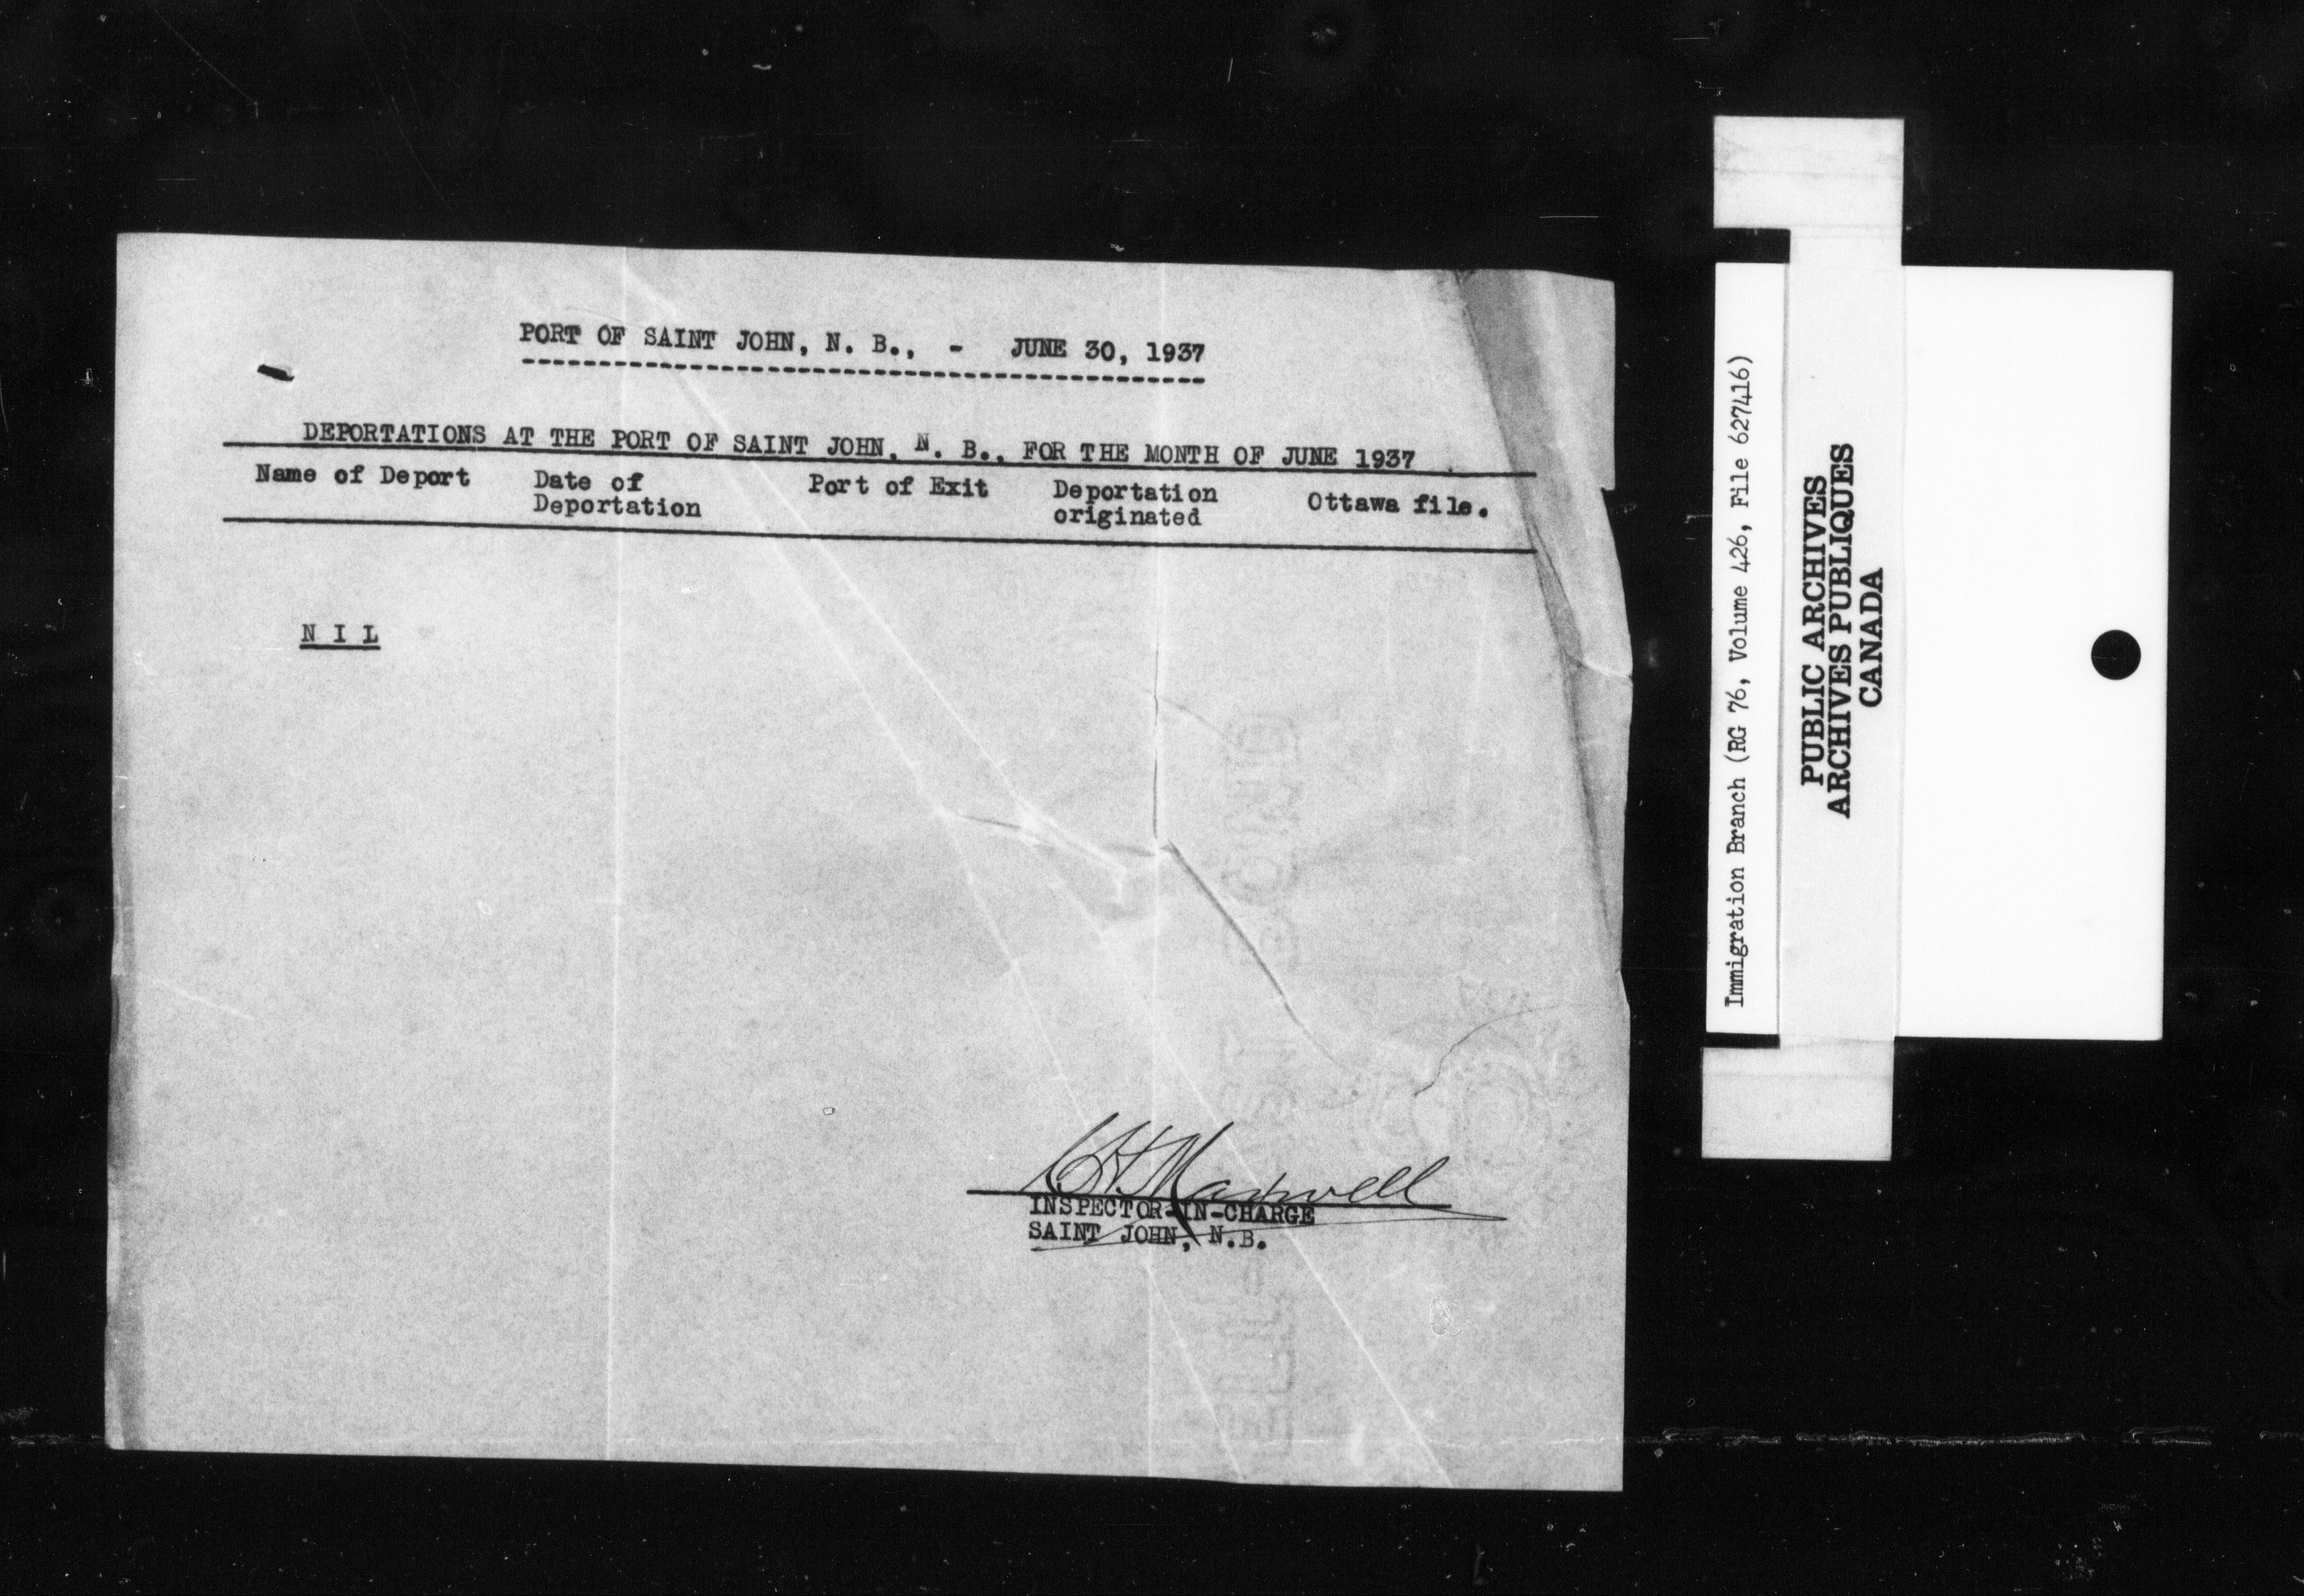 PORT OF SAINT JOHN, N. B., - JUNE 30, 1937
DEPORTATIONS AT THE PORT OF SAINT JOHN, N. B., FOR THE MONTH OF JUNE 1937
Name of Deport Date of Deportation Port of Exit Deportation originated Ottawa file.
N I L
Maxwell
INSPECTOR-IN-CHARGE
SAINT JOHN, N.B.
Immigration Branch (RG 76, Volume 426, File 627416)
PUBLIC ARCHIVES
ARCHIVES PUBLIQUES
CANADA